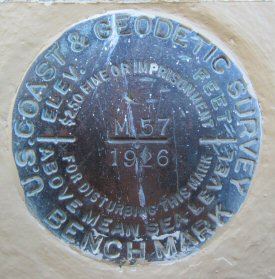 U.S. COAST & GEODETIC SURVEY
BENCH MARK
ELEV. FEET
ABOVE MEAN SEA LEVEL
$250 FINE OR IMPRISONMENT
FOR DISTURBING THIS MARK
M 57
1926